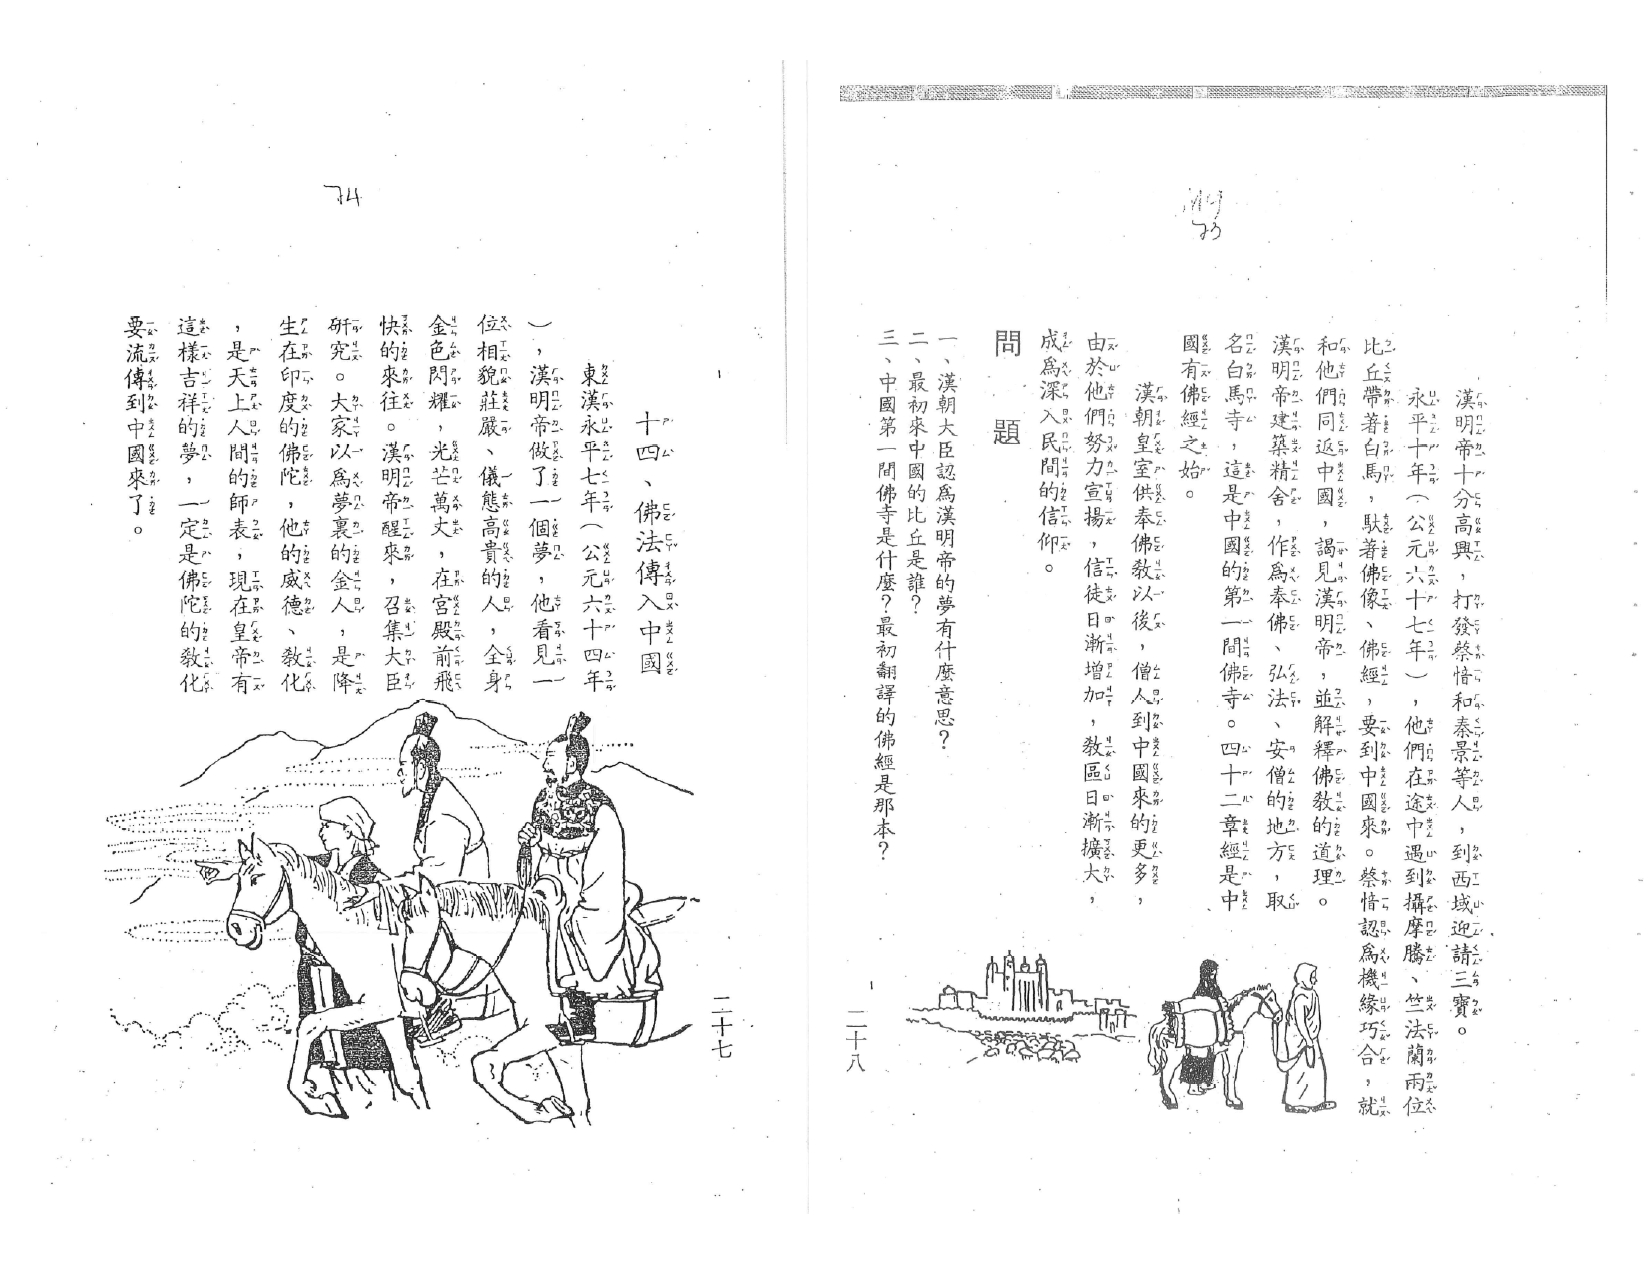 74
十四、佛法傳入中國
東漢永平七年(公元六十四年
),漢明帝做了一個夢,他看見一
位相貌莊嚴、儀態高貴的人,全身
金色閃耀,光芒萬丈,在宮殿前飛
快的來往。漢明帝醒來,召集大臣
研究。大家以為夢裏的金人,是降
生在印度的佛陀,他的威德、教化
,是天上人間的師表,現在皇帝有
這樣吉祥的夢,一定是佛陀的教化
要流傳到中國來了。
二十七
73
漢明帝十分高興,打發蔡愔和秦景等人,到西域迎請三寶。
永平十年(公元六十七年),他們在途中遇到攝摩騰、竺法蘭兩位
比丘帶著白馬,馱著佛像、佛經,要到中國來。蔡愔認為機緣巧合,就
和他們同返中國,謁見漢明帝,並解釋佛教的道理。
漢明帝建築精舍,作為奉佛、弘法、安僧的地方,取
名白馬寺,這是中國的第一間佛寺。四十二章經是中
國有佛經之始。
漢朝皇室供奉佛教以後,僧人到中國來的更多,
由於他們努力宣揚,信徒日漸增加,教區日漸擴大,
成為深入民間的信仰。
問 題
一、漢朝大臣認為漢明帝的夢有什麼意思?
二、最初來中國的比丘是誰?
三、中國第一間佛寺是什麼?最初翻譯的佛經是那本?
二十八